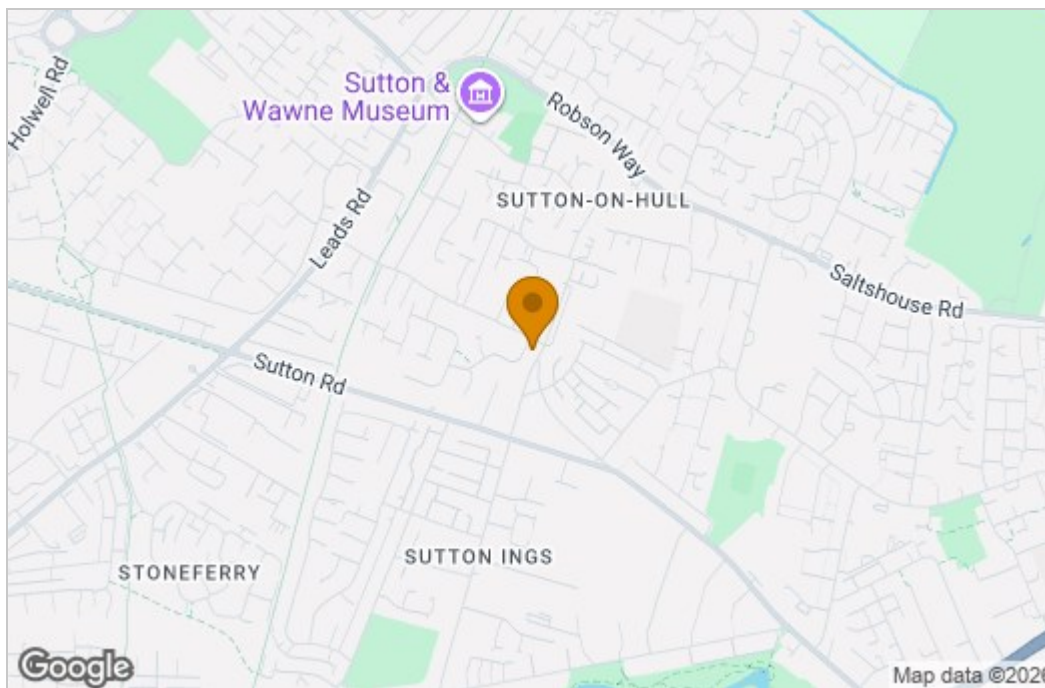 Holwell Rd
Sutton &
Wawne Museum
Robson Way
SUTTON-ON-HULL
Leads Rd
Saltshouse Rd
Sutton Rd
SUTTON INGS
STONEFERRY
Google
Map data ©2026